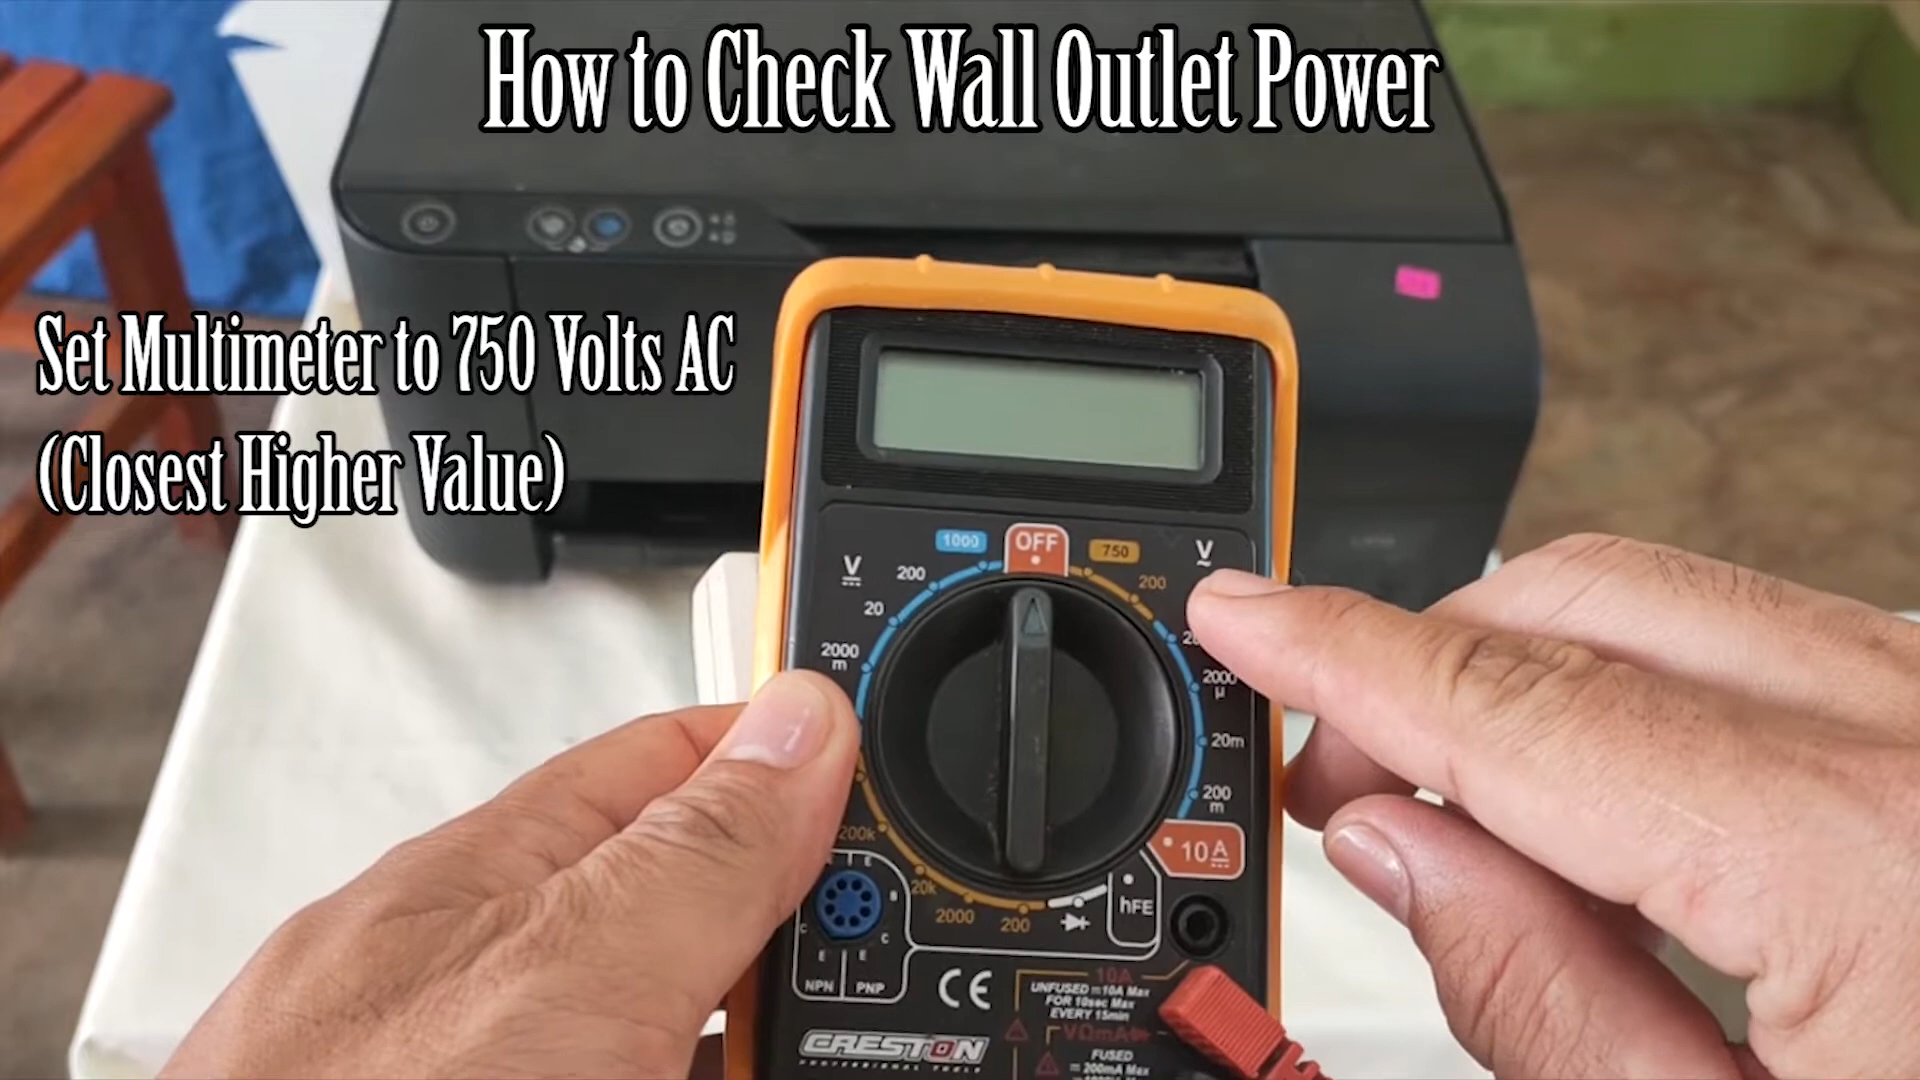 How to Check Wall Outlet Power
Set Multimeter to 750 Volts AC
(Closest Higher Value)
1000
OFF
750
V
V
200
200
20
2000
m
2000
µ
20m
200
m
200k
10A
20k
2000
200
hFE
B
C
C
E
E
E
NPN
PNP
CE
10A
UNFUSED 10A Max
FOR 10sec Max
EVERY 15min
VΩmA
CRESTON
PROFESSIONAL TOOLS
FUSED
200mA Max